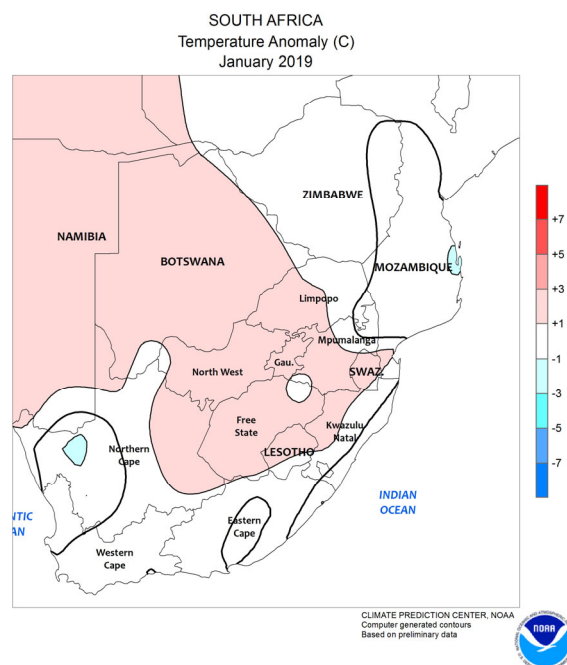 SOUTH AFRICA
Temperature Anomaly (C)
January 2019
ZIMBABWE
NAMIBIA
BOTSWANA
MOZAMBIQUE
Limpopo
Mpumalanga
North West
Gau.
SWAZ.
Free
State
Kwazulu
Natal
LESOTHO
Northern
Cape
Eastern
Cape
Western
Cape
NTIC
AN
INDIAN
OCEAN
+7
+5
+3
+1
-1
-3
-5
-7
CLIMATE PREDICTION CENTER, NOAA
Computer generated contours
Based on preliminary data
NOAA